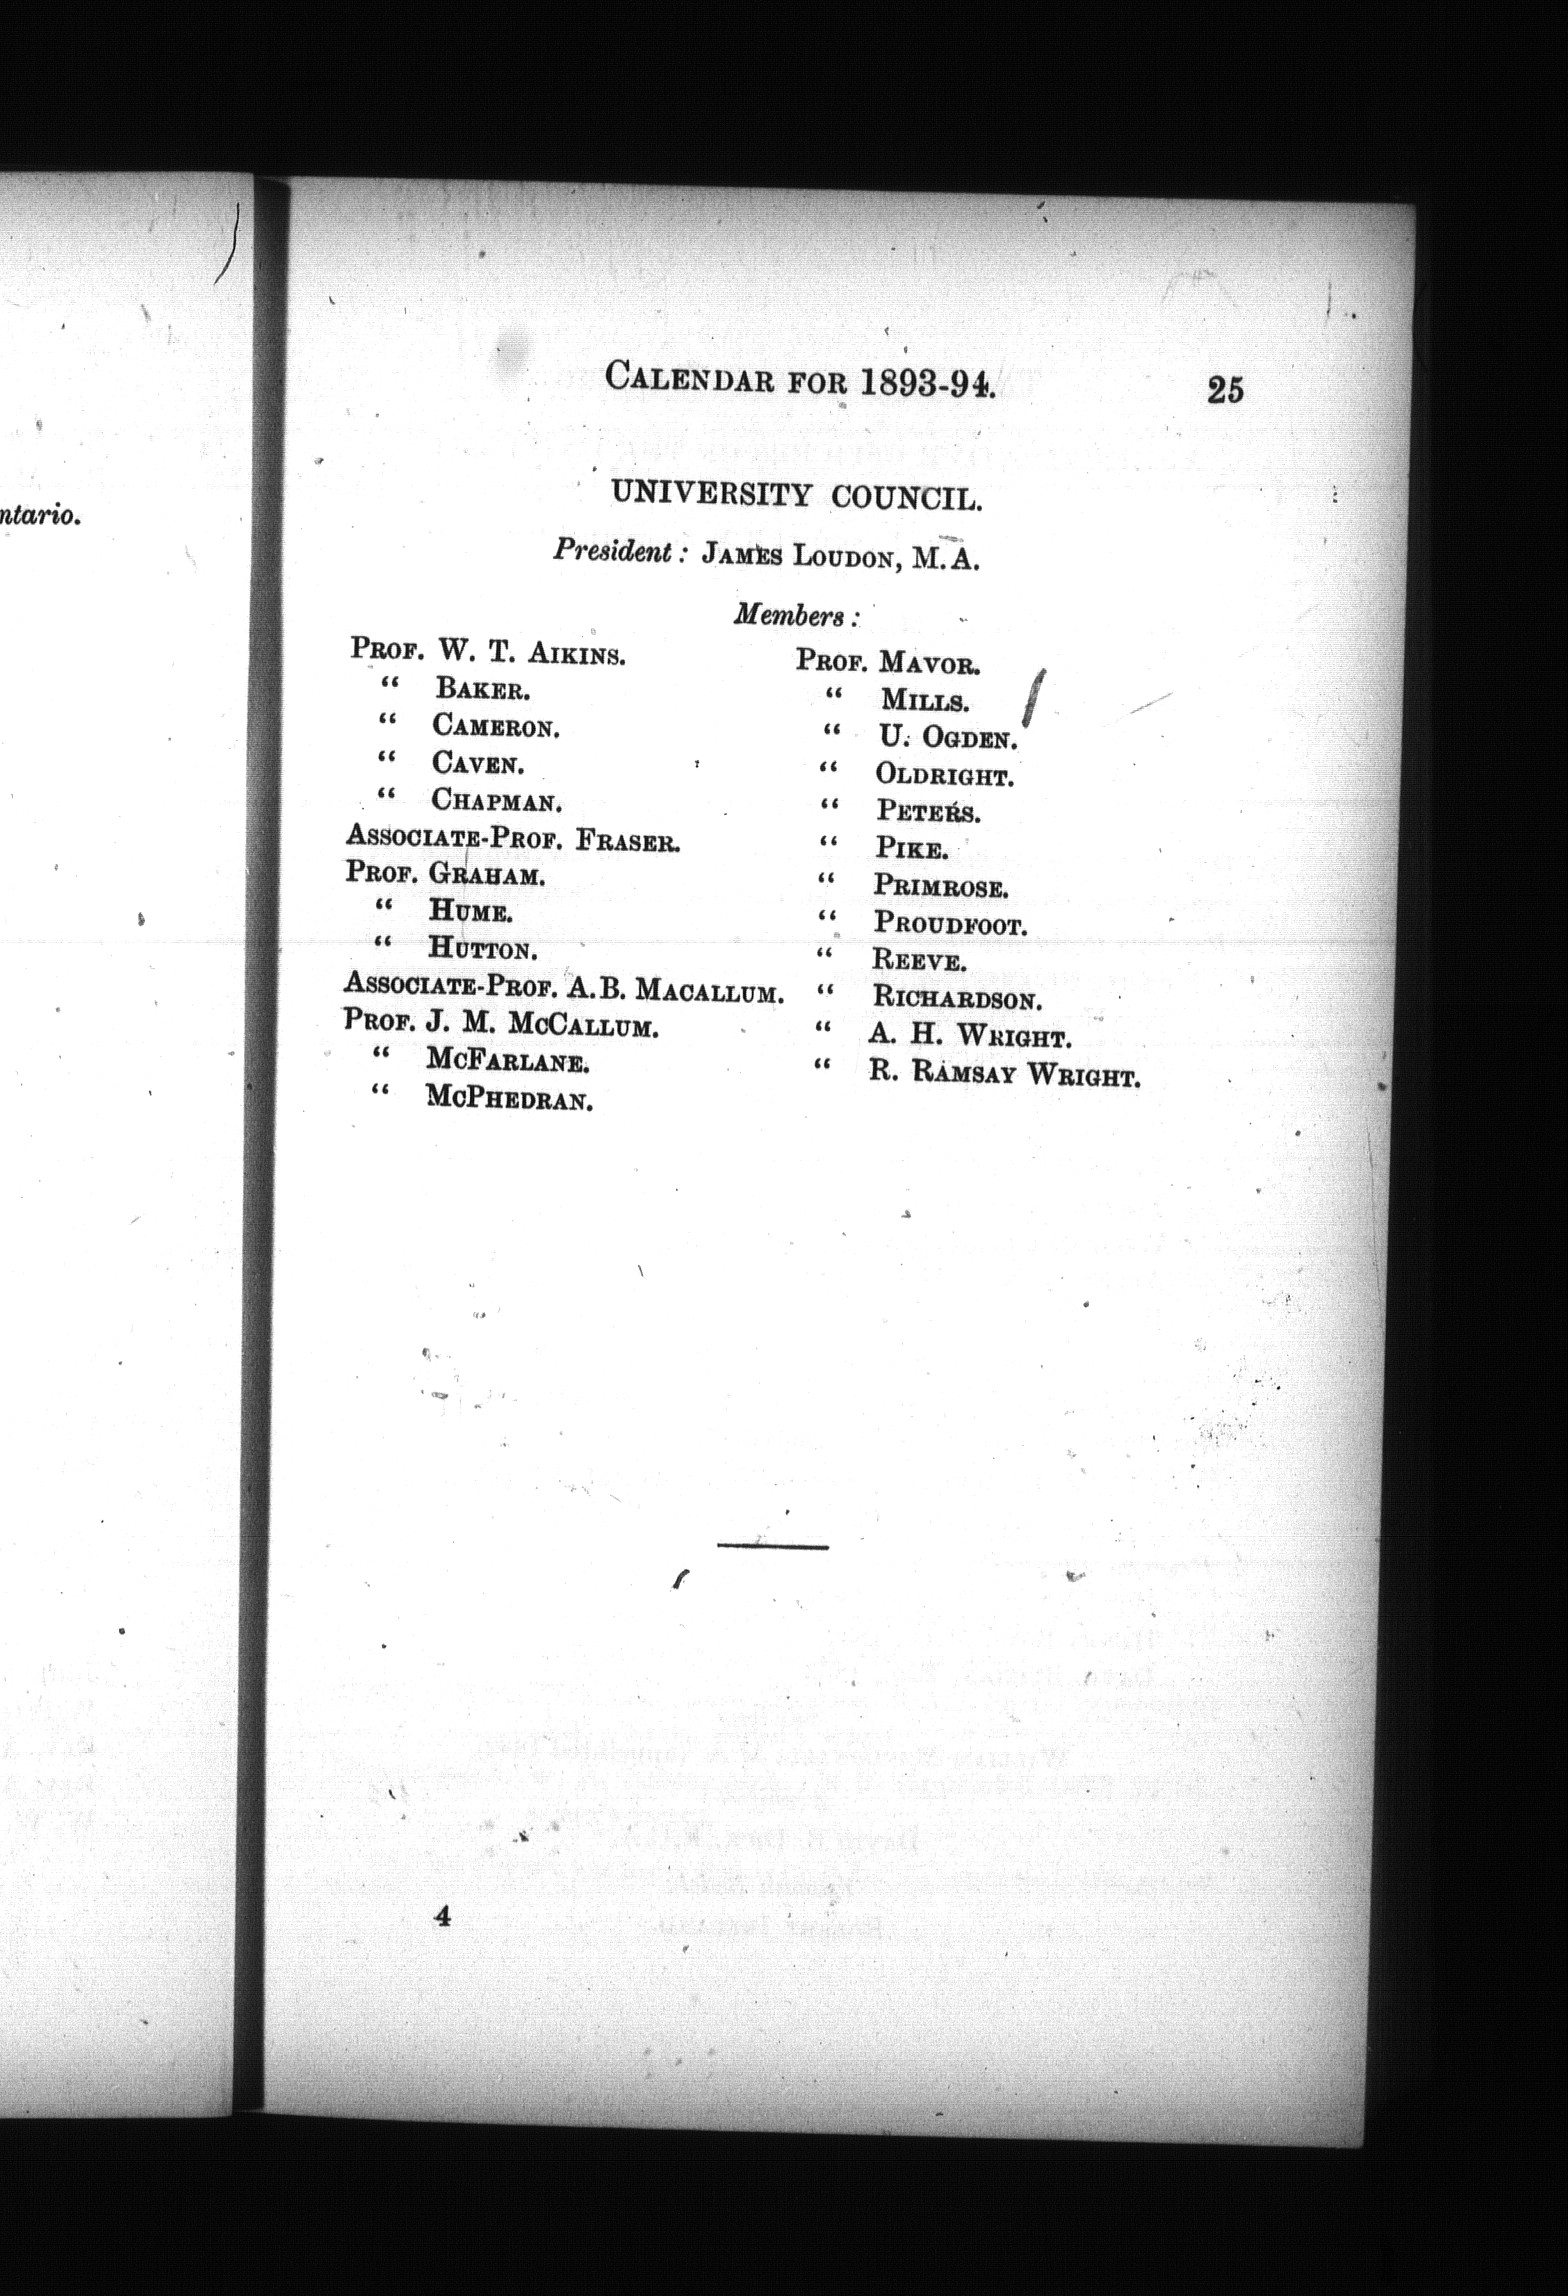 ntario.
CALENDAR FOR 1893-94. 25
UNIVERSITY COUNCIL.
President: JAMES LOUDON, M.A.
Members:
PROF. W. T. AIKINS.
“ BAKER.
“ CAMERON.
“ CAVEN.
“ CHAPMAN.
ASSOCIATE-PROF. FRASER.
PROF. GRAHAM.
“ HUME.
“ HUTTON.
ASSOCIATE-PROF. A. B. MACALLUM.
PROF. J. M. MCCALLUM.
“ MCFARLANE.
“ MCPHEDRAN.
PROF. MAVOR.
“ MILLS.
“ U. OGDEN.
“ OLDRIGHT.
“ PETERS.
“ PIKE.
“ PRIMROSE.
“ PROUDFOOT.
“ REEVE.
“ RICHARDSON.
“ A. H. WRIGHT.
“ R. RAMSAY WRIGHT.
4